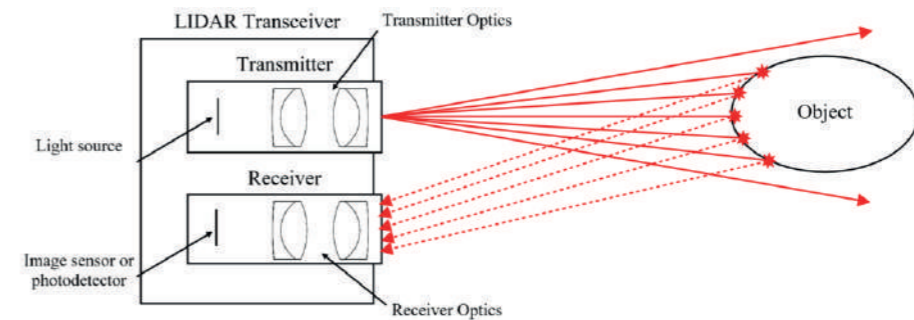 LIDAR Transceiver
Transmitter Optics
Transmitter
Object
Light source
Receiver
Image sensor or
photodetector
Receiver Optics